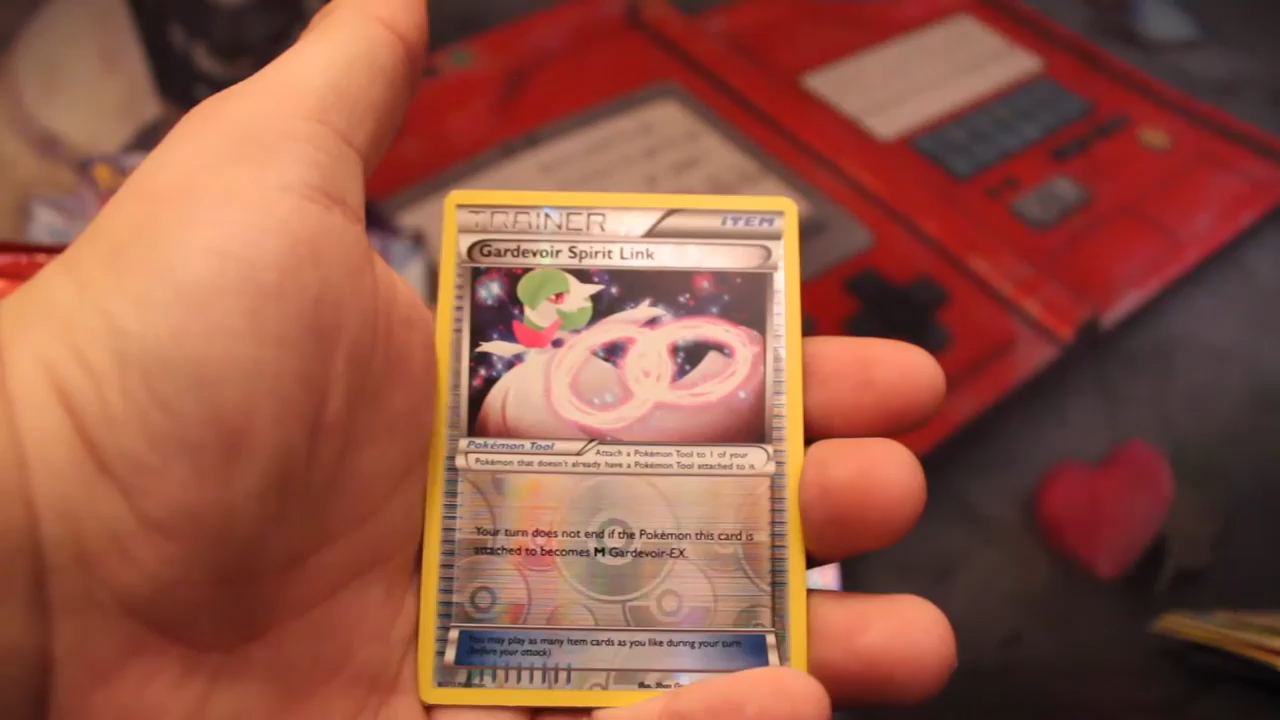 TRAINER ITEM
Gardevoir Spirit Link
Pokémon Tool Attach a Pokémon Tool to 1 of your
Pokémon that doesn't already have a Pokémon Tool attached to it.
Your turn does not end if the Pokémon this card is
attached to becomes M Gardevoir-EX.
You may play as many Item cards as you like during your turn
(before your attack).
Illus.